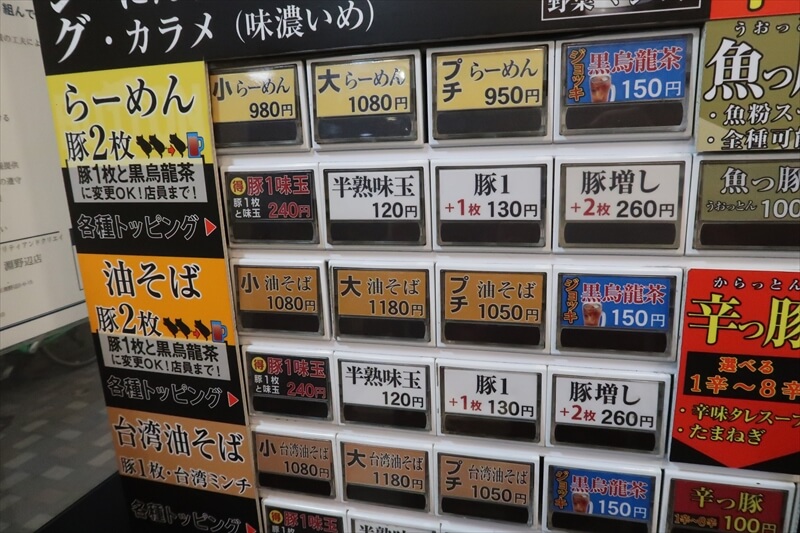 グ・カラメ(味濃いめ)
らーめん
豚2枚
豚1枚と黒烏龍茶
に変更OK!店員まで!
各種トッピング
小らーめん
980円
大らーめん
1080円
プチらーめん
950円
ジョッキ黒烏龍茶
150円
得豚1味玉
豚1枚
と味玉
240円
半熟味玉
120円
豚1
+1枚 130円
豚増し
+2枚 260円
油そば
豚2枚
豚1枚と黒烏龍茶
に変更OK!店員まで!
各種トッピング
小油そば
1080円
大油そば
1180円
プチ油そば
1050円
ジョッキ黒烏龍茶
150円
得豚1味玉
豚1枚
と味玉
240円
半熟味玉
120円
豚1
+1枚 130円
豚増し
+2枚 260円
台湾油そば
豚1枚・台湾ミンチ
各種トッピング
小台湾油そば
1080円
大台湾油そば
1180円
プチ台湾油そば
1050円
ジョッキ黒烏龍茶
150円
得豚1味玉
半熟味玉
豚1
豚増し
うおっ
魚っ
・魚粉ス
・全種可
魚っ豚
うおっとん
100
からっとん
辛っ豚
選べる
1辛〜8辛
・辛味タレスープ
・たまねぎ
辛っ豚
1辛〜8辛
100円
淵野辺店